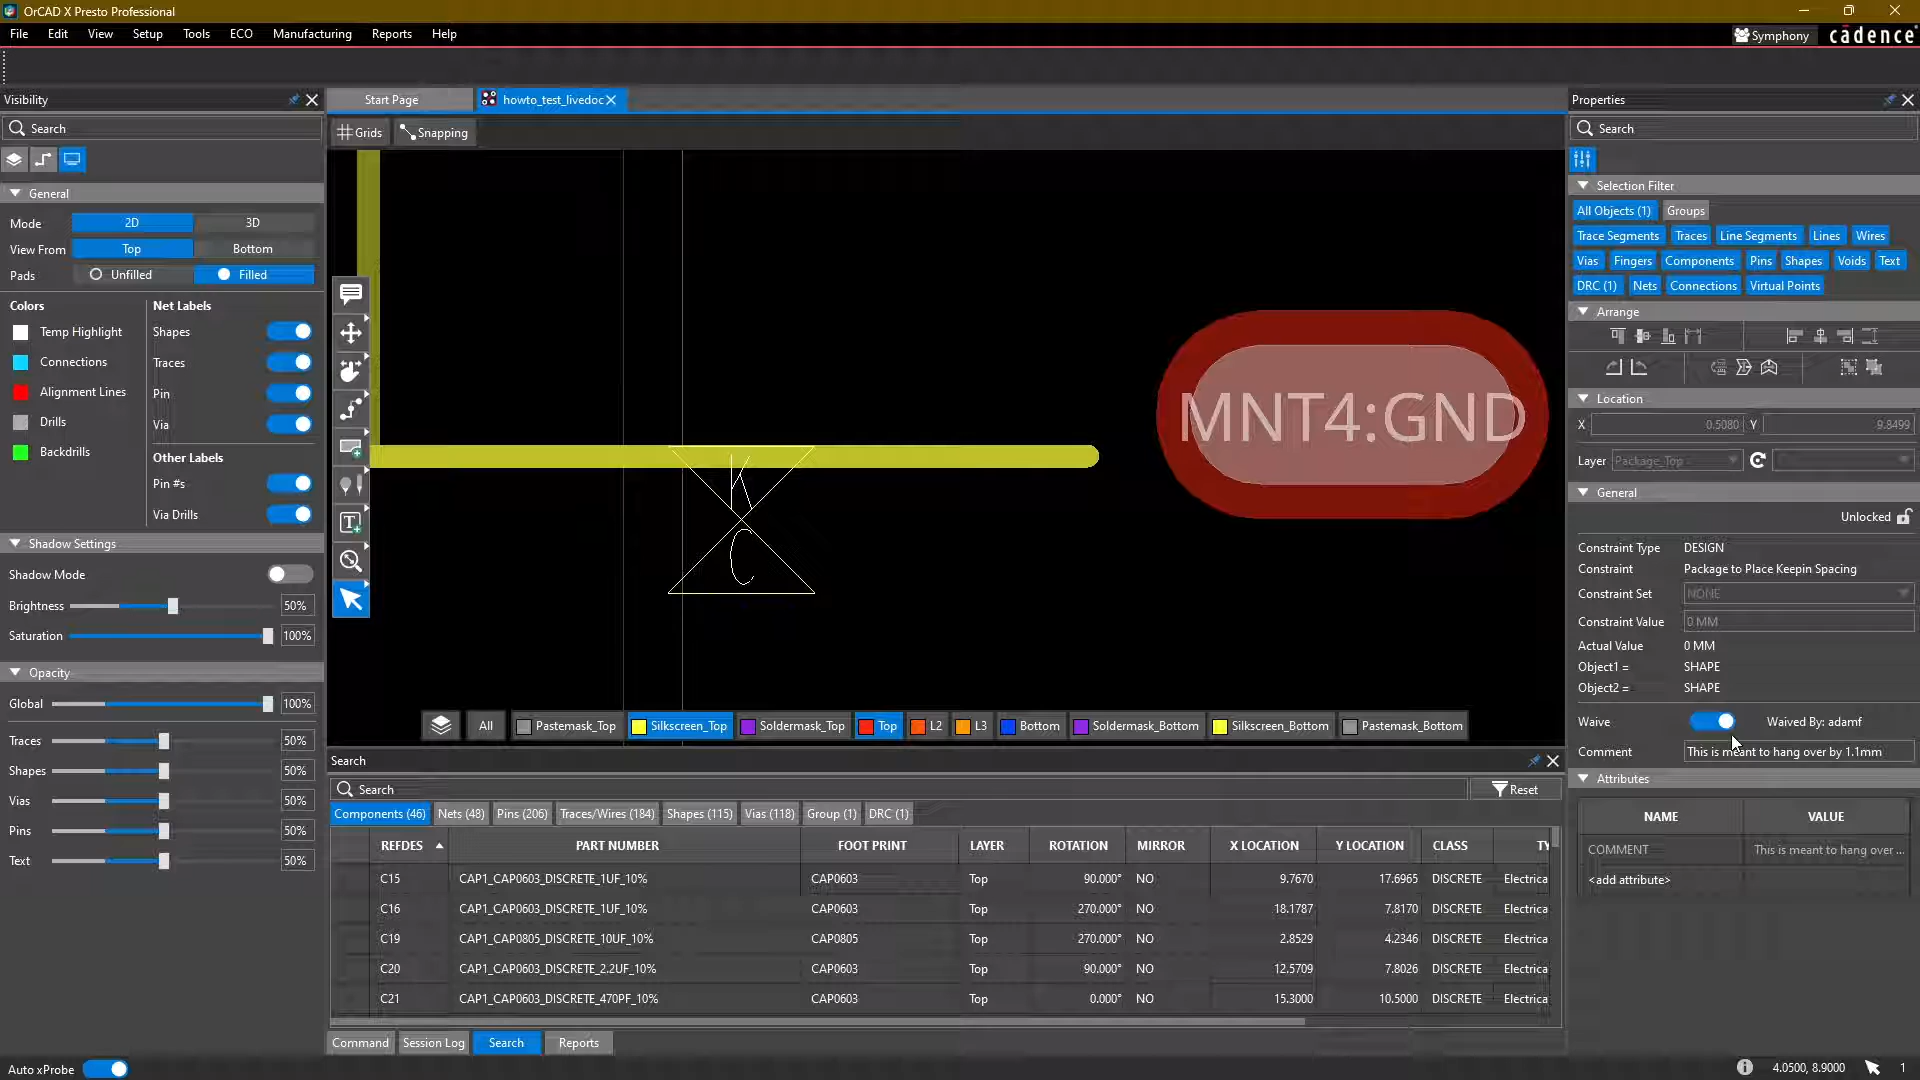 OrCAD X Presto Professional
File Edit View Setup Tools ECO Manufacturing Reports Help
Symphony cādence
Visibility
Search
General
Mode 2D 3D
View From Top Bottom
Pads Unfilled Filled
Colors Net Labels
Temp Highlight Shapes
Connections Traces
Alignment Lines Pin
Drills Via
Backdrills Other Labels
Pin #s
Via Drills
Shadow Settings
Shadow Mode
Brightness 50%
Saturation 100%
Opacity
Global 100%
Traces 50%
Shapes 50%
Vias 50%
Pins 50%
Text 50%
Auto xProbe
Start Page howto_test_livedoc
Grids Snapping
MNT4:GND
K
C
All Pastemask_Top Silkscreen_Top Soldermask_Top Top L2 L3 Bottom Soldermask_Bottom Silkscreen_Bottom Pastemask_Bottom
Search
Search Reset
Components (46) Nets (48) Pins (206) Traces/Wires (184) Shapes (115) Vias (118) Group (1) DRC (1)
REFDES PART NUMBER FOOT PRINT LAYER ROTATION MIRROR X LOCATION Y LOCATION CLASS TY
C15 CAP1_CAP0603_DISCRETE_1UF_10% CAP0603 Top 90.000° NO 9.7670 17.6965 DISCRETE Electrica
C16 CAP1_CAP0603_DISCRETE_1UF_10% CAP0603 Top 270.000° NO 18.1787 7.8170 DISCRETE Electrica
C19 CAP1_CAP0805_DISCRETE_10UF_10% CAP0805 Top 270.000° NO 2.8529 4.2346 DISCRETE Electrica
C20 CAP1_CAP0603_DISCRETE_2.2UF_10% CAP0603 Top 90.000° NO 12.5709 7.8026 DISCRETE Electrica
C21 CAP1_CAP0603_DISCRETE_470PF_10% CAP0603 Top 0.000° NO 15.3000 10.5000 DISCRETE Electrica
Command Session Log Search Reports
Properties
Search
Selection Filter
All Objects (1) Groups
Trace Segments Traces Line Segments Lines Wires
Vias Fingers Components Pins Shapes Voids Text
DRC (1) Nets Connections Virtual Points
Arrange
Location
X 0.5080 Y 9.8499
Layer Package_Top
General
Unlocked
Constraint Type DESIGN
Constraint Package to Place Keepin Spacing
Constraint Set NONE
Constraint Value 0 MM
Actual Value 0 MM
Object1 = SHAPE
Object2 = SHAPE
Waive Waived By: adamf
Comment This is meant to hang over by 1.1mm
Attributes
NAME VALUE
COMMENT This is meant to hang over ...
<add attribute>
4.0500, 8.9000 1